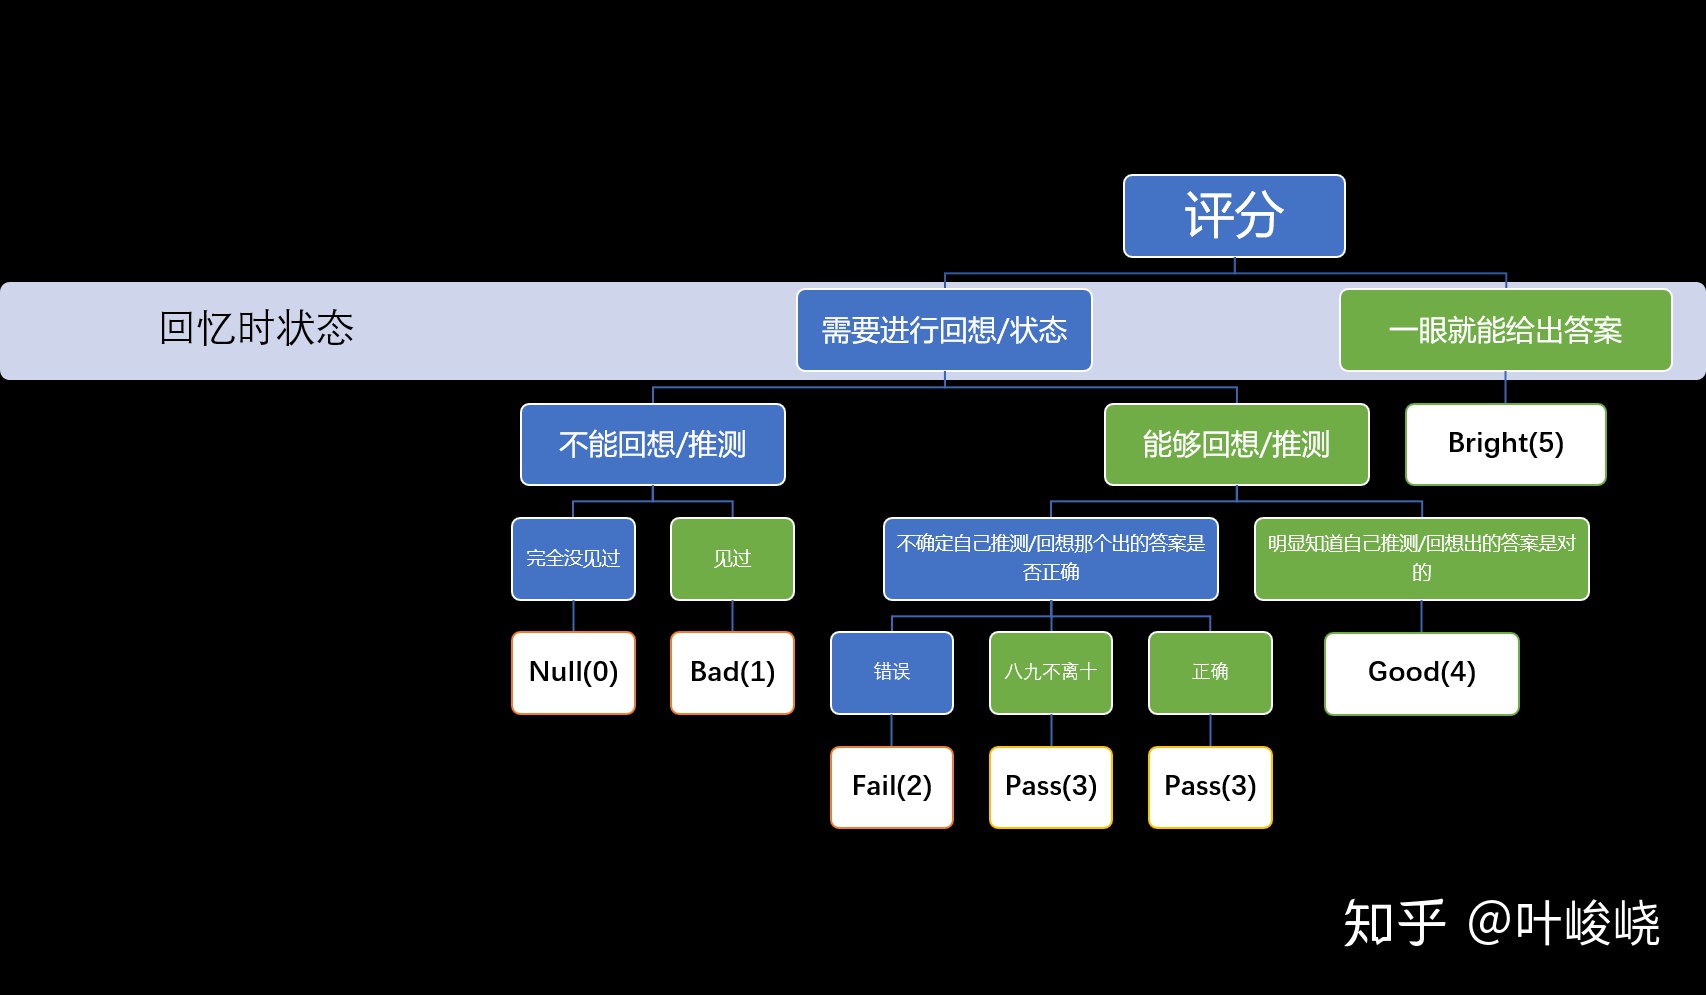 评分
回忆时状态
需要进行回想/状态
一眼就能给出答案
不能回想/推测
能够回想/推测
Bright(5)
完全没见过
见过
不确定自己推测/回想那个出的答案是
否正确
明显知道自己推测/回想出的答案是对
的
Null(0)
Bad(1)
错误
八九不离十
正确
Good(4)
Fail(2)
Pass(3)
Pass(3)
知乎 @叶峻峣